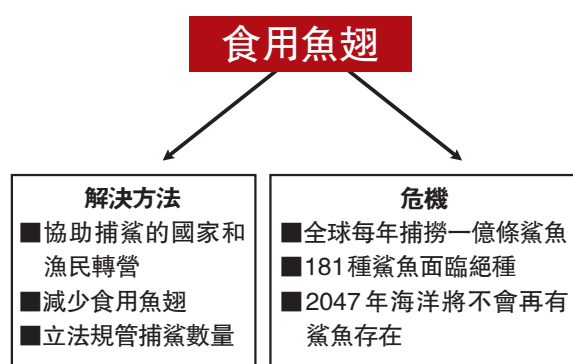 食用魚翅
解決方法
■協助捕鯊的國家和
漁民轉營
■減少食用魚翅
■立法規管捕鯊數量
危機
■全球每年捕撈一億條鯊魚
■181種鯊魚面臨絕種
■2047年海洋將不會再有
鯊魚存在